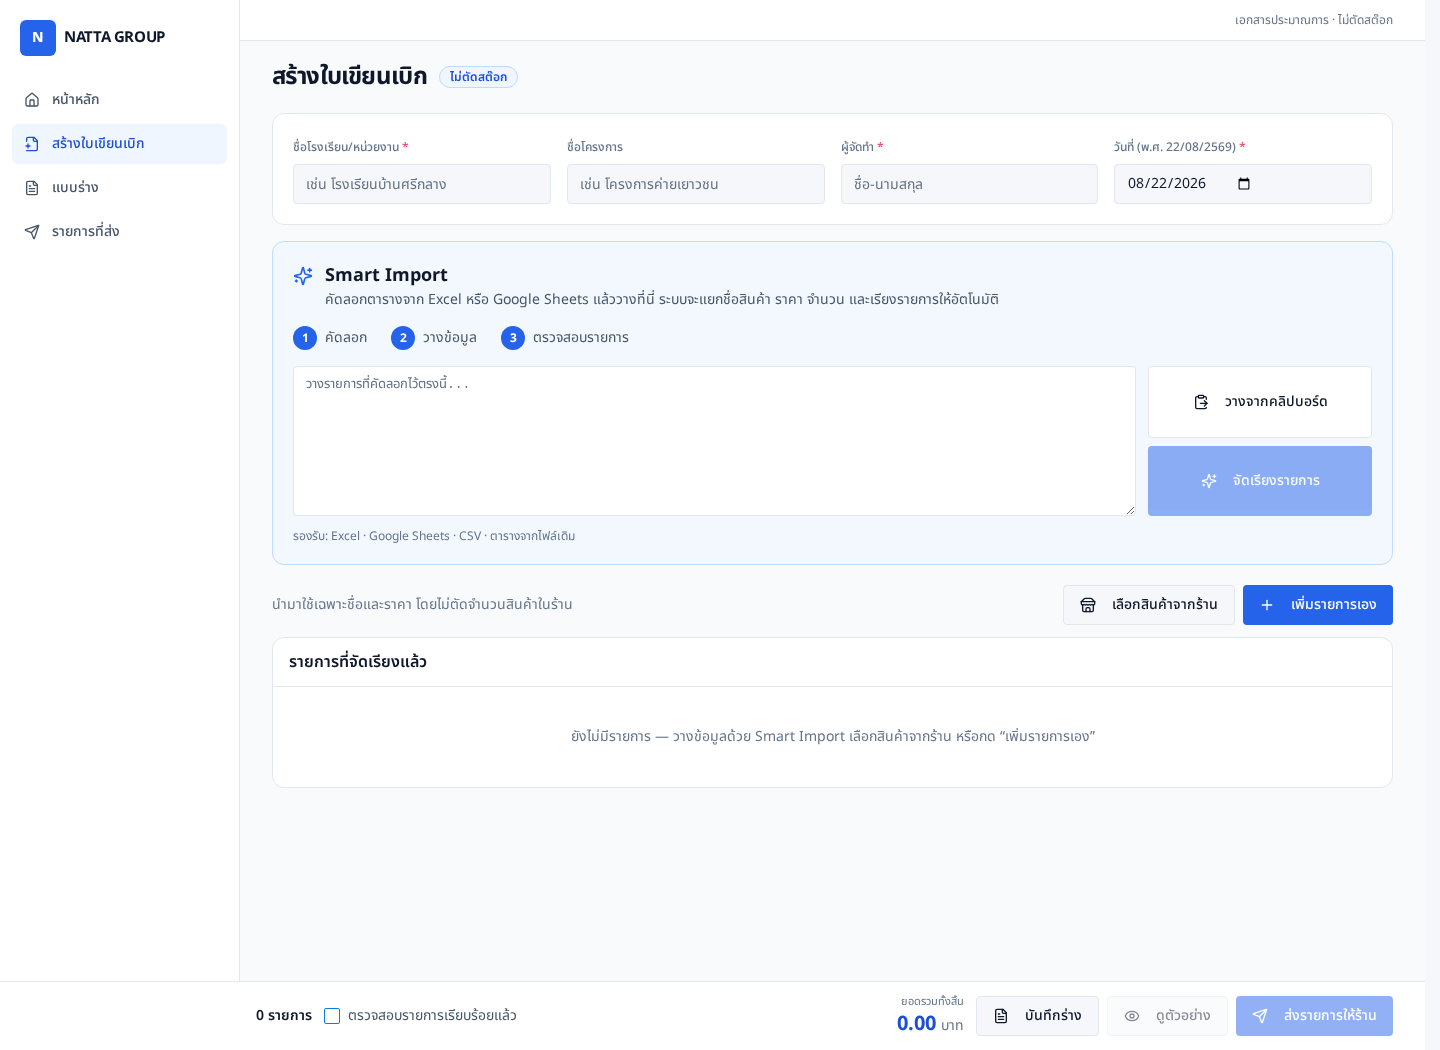 N NATTA GROUP
หน้าหลัก
สร้างใบเขียนเบิก
แบบร่าง
รายการที่ส่ง
เอกสารประมาณการ · ไม่ตัดสต๊อก
สร้างใบเขียนเบิก ไม่ตัดสต๊อก
ชื่อโรงเรียน/หน่วยงาน * ชื่อโครงการ ผู้จัดทำ * วันที่ (พ.ศ. 22/08/2569) *
เช่น โรงเรียนบ้านศรีกลาง เช่น โครงการค่ายเยาวชน ชื่อ-นามสกุล 08/22/2026
Smart Import
คัดลอกตารางจาก Excel หรือ Google Sheets แล้ววางที่นี่ ระบบจะแยกชื่อสินค้า ราคา จำนวน และเรียงรายการให้อัตโนมัติ
1 คัดลอก 2 วางข้อมูล 3 ตรวจสอบรายการ
วางรายการที่คัดลอกไว้ตรงนี้...
วางจากคลิปบอร์ด
จัดเรียงรายการ
รองรับ: Excel · Google Sheets · CSV · ตารางจากไฟล์เดิม
นำมาใช้เฉพาะชื่อและราคา โดยไม่ตัดจำนวนสินค้าในร้าน เลือกสินค้าจากร้าน เพิ่มรายการเอง
รายการที่จัดเรียงแล้ว
ยังไม่มีรายการ — วางข้อมูลด้วย Smart Import เลือกสินค้าจากร้าน หรือกด “เพิ่มรายการเอง”
0 รายการ ตรวจสอบรายการเรียบร้อยแล้ว
ยอดรวมทั้งสิ้น
0.00 บาท
บันทึกร่าง ดูตัวอย่าง ส่งรายการให้ร้าน